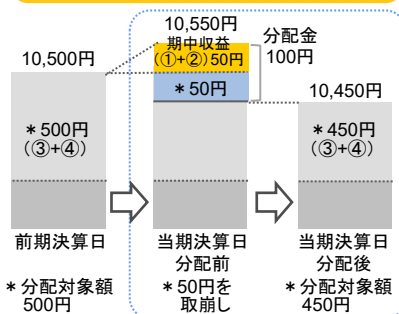 10,550円
10,500円
期中収益
(①+②)50円
分配金
100円
＊50円
10,450円
＊500円
(③+④)
＊450円
(③+④)
前期決算日
当期決算日
分配前
当期決算日
分配後
＊分配対象額
500円
＊50円を
取崩し
＊分配対象額
450円